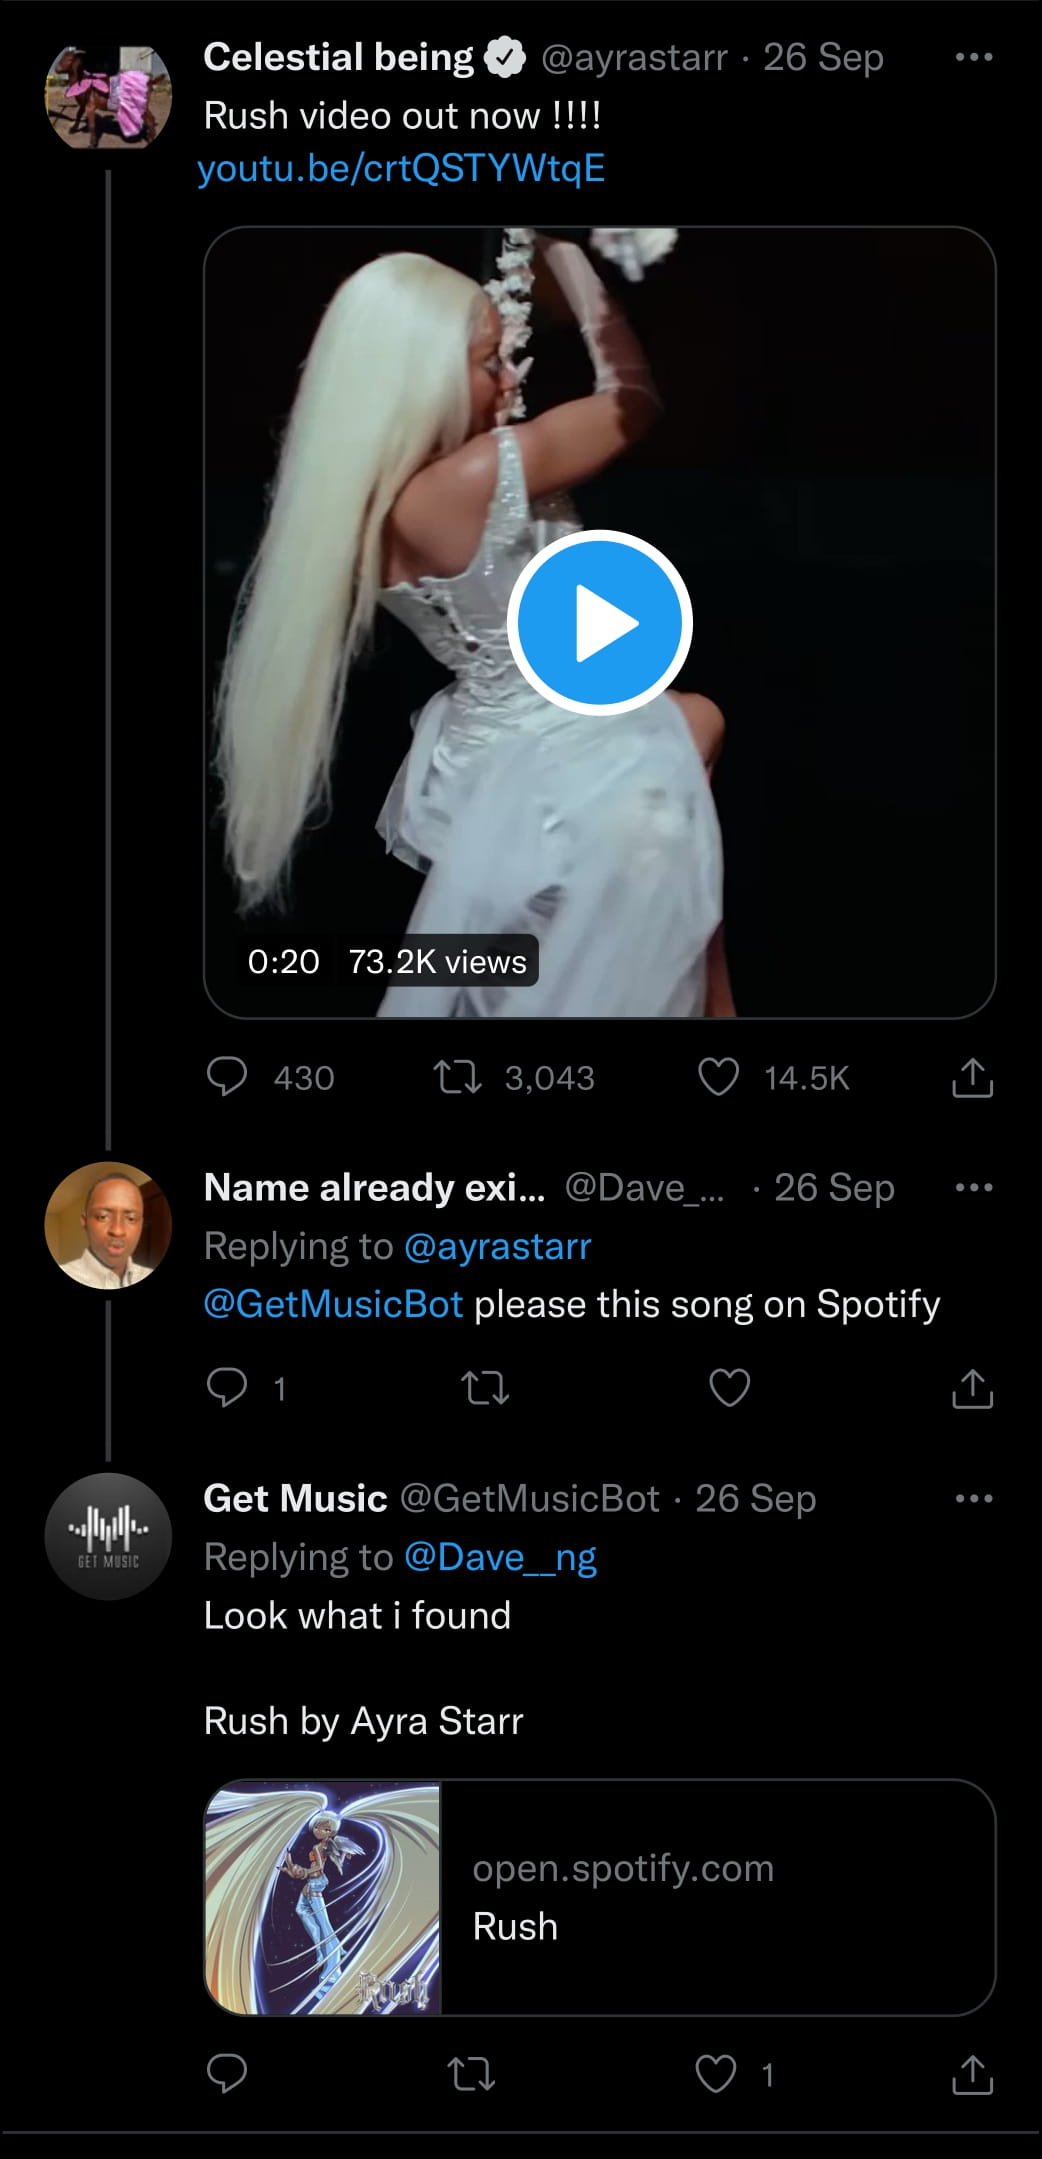 Celestial being @ayrastarr · 26 Sep
Rush video out now !!!!
youtu.be/crtQSTYWtqE
0:20 73.2K views
430 3,043 14.5K
Name already exi... @Dave_... · 26 Sep
Replying to @ayrastarr
@GetMusicBot please this song on Spotify
1
Get Music @GetMusicBot · 26 Sep
GET MUSIC
Replying to @Dave__ng
Look what i found
Rush by Ayra Starr
open.spotify.com
Rush
Rush
1